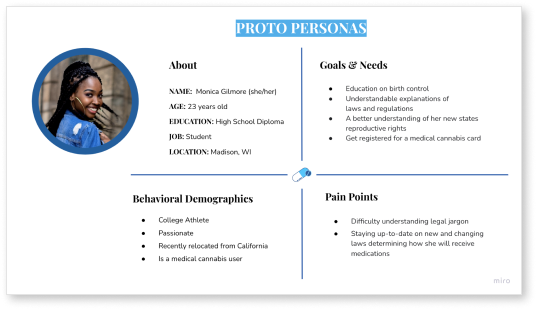 PROTO PERSONAS
About
NAME: Monica Gilmore (she/her)
AGE: 23 years old
EDUCATION: High School Diploma
JOB: Student
LOCATION: Madison, WI
Goals & Needs
● Education on birth control
● Understandable explanations of
laws and regulations
● A better understanding of her new states
reproductive rights
● Get registered for a medical cannabis card
Behavioral Demographics
● College Athlete
● Passionate
● Recently relocated from California
● Is a medical cannabis user
Pain Points
● Difficulty understanding legal jargon
● Staying up-to-date on new and changing
laws determining how she will receive
medications
miro